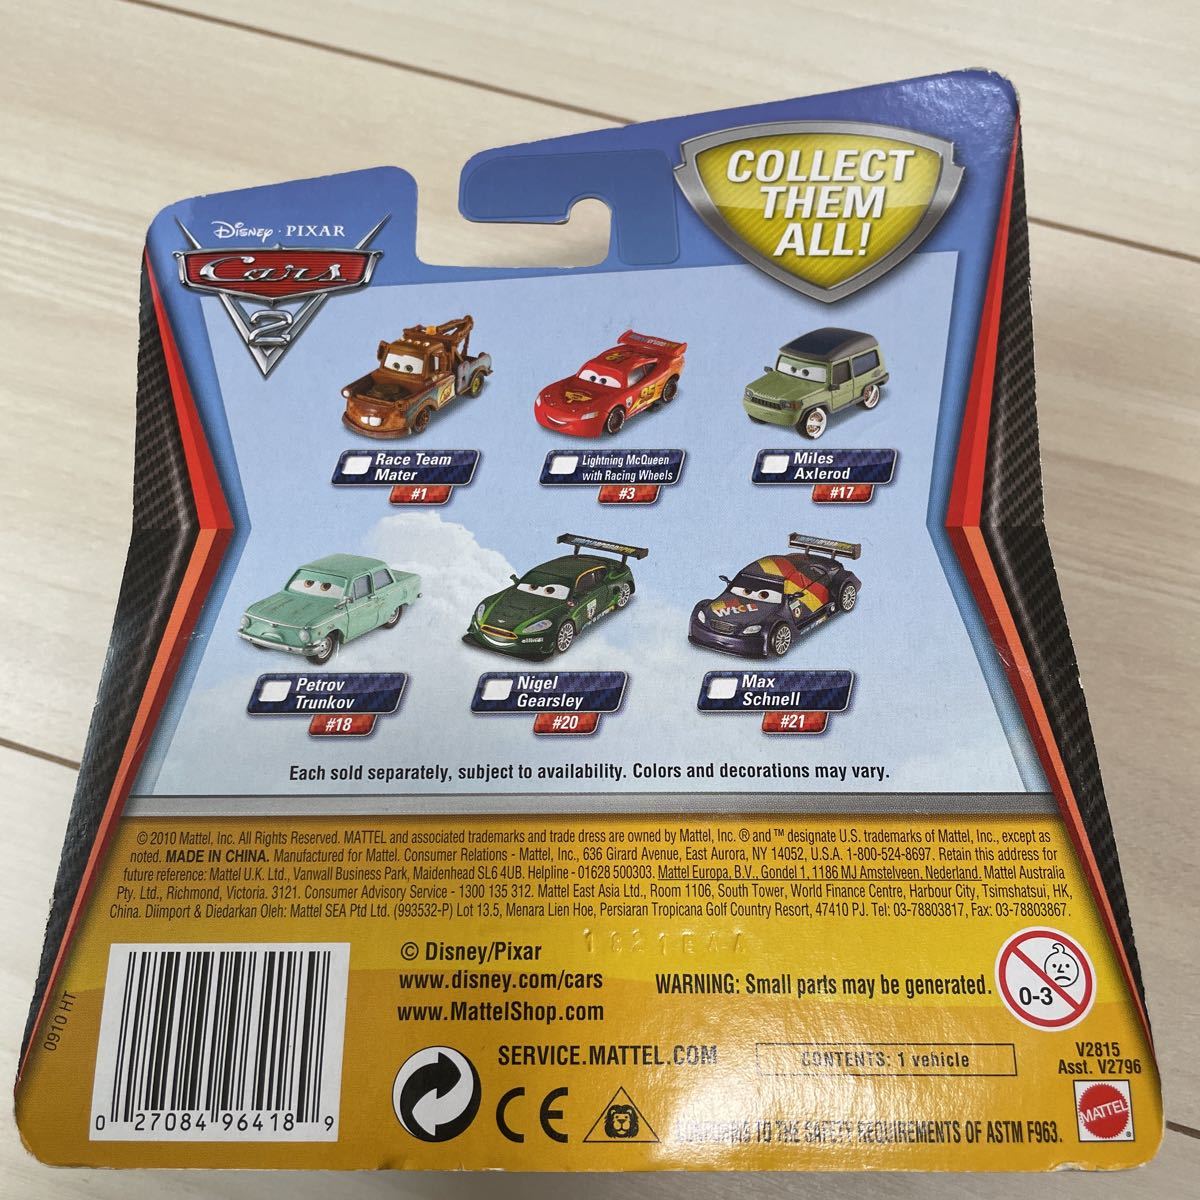 COLLECT
THEM
ALL!
Disney · PIXAR
Cars
2
Race Team
Mater
#1
Lightning McQueen
with Racing Wheels
#3
Miles
Axlerod
#17
Petrov
Trunkov
#18
Nigel
Gearsley
#20
Max
Schnell
#21
Each sold separately, subject to availability. Colors and decorations may vary.
© 2010 Mattel, Inc. All Rights Reserved. MATTEL and associated trademarks and trade dress are owned by Mattel, Inc. ® and ™ designate U.S. trademarks of Mattel, Inc., except as
noted. MADE IN CHINA. Manufactured for Mattel. Consumer Relations - Mattel, Inc., 636 Girard Avenue, East Aurora, NY 14052, U.S.A. 1-800-524-8697. Retain this address for
future reference: Mattel U.K. Ltd., Vanwall Business Park, Maidenhead SL6 4UB. Helpline - 01628 500303. Mattel Europa, B.V., Gondel 1, 1186 MJ Amstelveen, Nederland. Mattel Australia
Pty., Ltd., Richmond, Victoria. 3121. Consumer Advisory Service - 1300 135 312. Mattel East Asia Ltd., Room 1106, South Tower, World Finance Centre, Harbour City, Tsimshatsui, HK,
China. Diimport & Diedarkan Oleh: Mattel SEA Ptd Ltd. (993532-P) Lot 13.5, Menara Lien Hoe, Persiaran Tropicana Golf Country Resort, 47410 PJ. Tel: 03-78803817, Fax: 03-78803867.
0910 HT
0 27084 96418 9
© Disney/Pixar
www.disney.com/cars
www.MattelShop.com
WARNING: Small parts may be generated.
0-3
SERVICE.MATTEL.COM
CONTENTS: 1 vehicle
V2815
Asst. V2796
CE
CONFORMS TO THE SAFETY REQUIREMENTS OF ASTM F963.
MATTEL